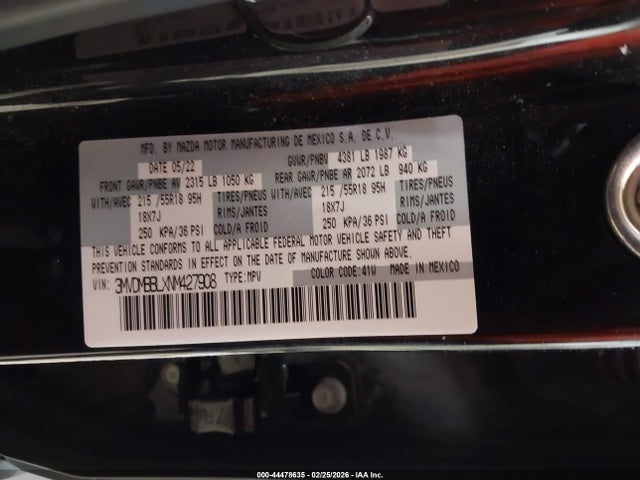 MFD. BY MAZDA MOTOR MANUFACTURING DE MEXICO S.A. DE C.V.
DATE 05/22 GVWR/PNBV 4381 LB 1987 KG
FRONT GAWR/PNBE AV 2315 LB 1050 KG REAR GAWR/PNBE AR 2072 LB 940 KG
WITH/AVEC 215 /55R18 95H TIRES/PNEUS WITH/AVEC 215 /55R18 95H TIRES/PNEUS
18X7J RIMS/JANTES 18X7J RIMS/JANTES
250 KPA/36 PSI COLD/A FROID 250 KPA/36 PSI COLD/A FROID
THIS VEHICLE CONFORMS TO ALL APPLICABLE FEDERAL MOTOR VEHICLE SAFETY AND THEFT
PREVENTION STANDARDS IN EFFECT ON THE DATE OF MANUFACTURE SHOWN ABOVE.
VIN: 3MVDMBBLXNM427908 TYPE:MPV COLOR CODE:41W MADE IN MEXICO
000-44478635 - 02/25/2026 - IAA Inc.